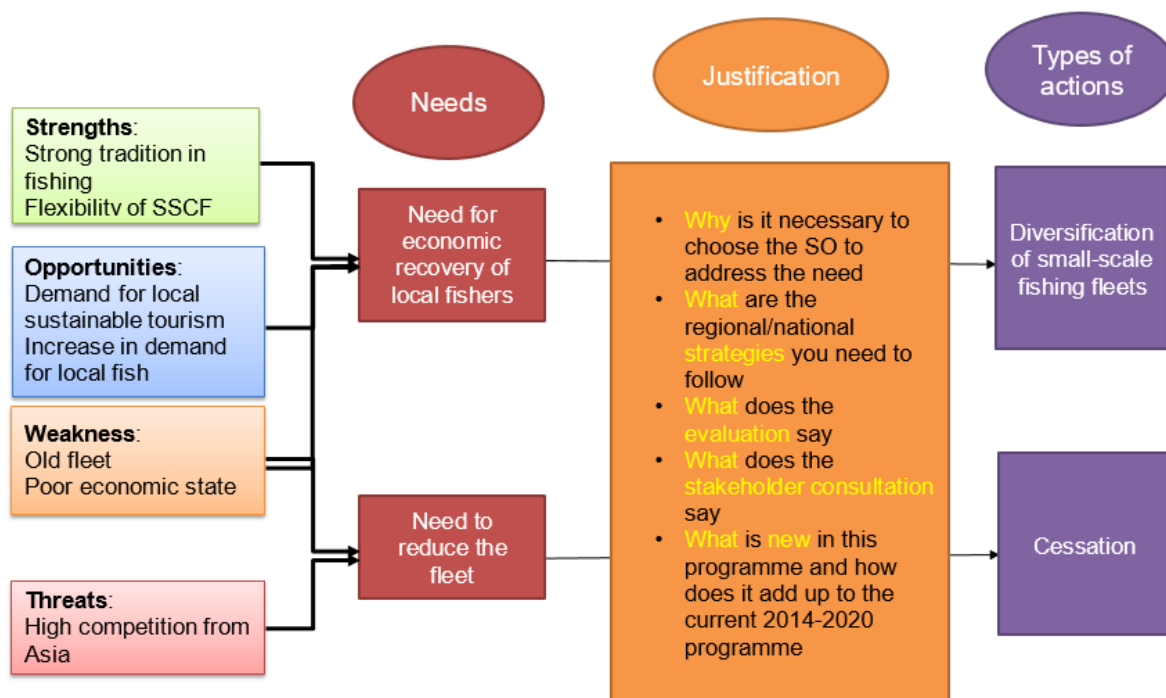 Needs
Justification
Types of
actions
Strengths:
Strong tradition in
fishing
Flexibility of SSCF
Opportunities:
Demand for local
sustainable tourism
Increase in demand
for local fish
Weakness:
Old fleet
Poor economic state
Threats:
High competition from
Asia
Need for
economic
recovery of
local fishers
Need to
reduce the
fleet
• Why is it necessary to
choose the SO to
address the need
• What are the
regional/national
strategies you need to
follow
• What does the
evaluation say
• What does the
stakeholder consultation
say
• What is new in this
programme and how
does it add up to the
current 2014-2020
programme
Diversification
of small-scale
fishing fleets
Cessation